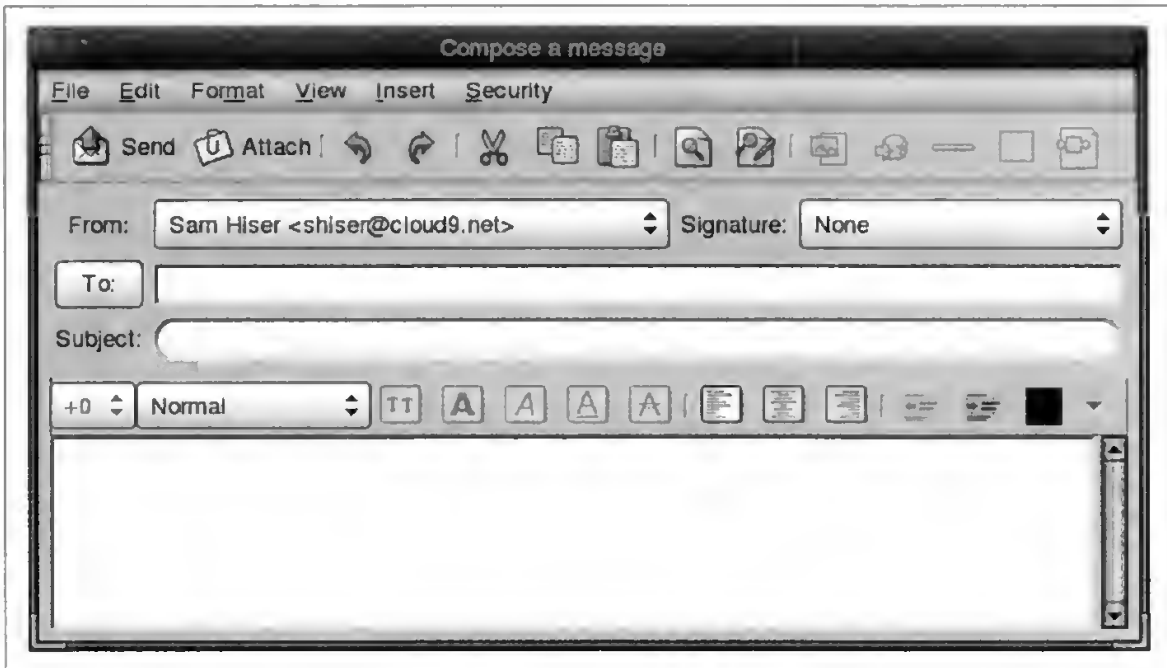 Compose a message
File Edit Format View Insert Security
Send Attach
From: Sam Hiser <shiser@cloud9.net> Signature: None
To:
Subject:
+0 Normal TT A A A A